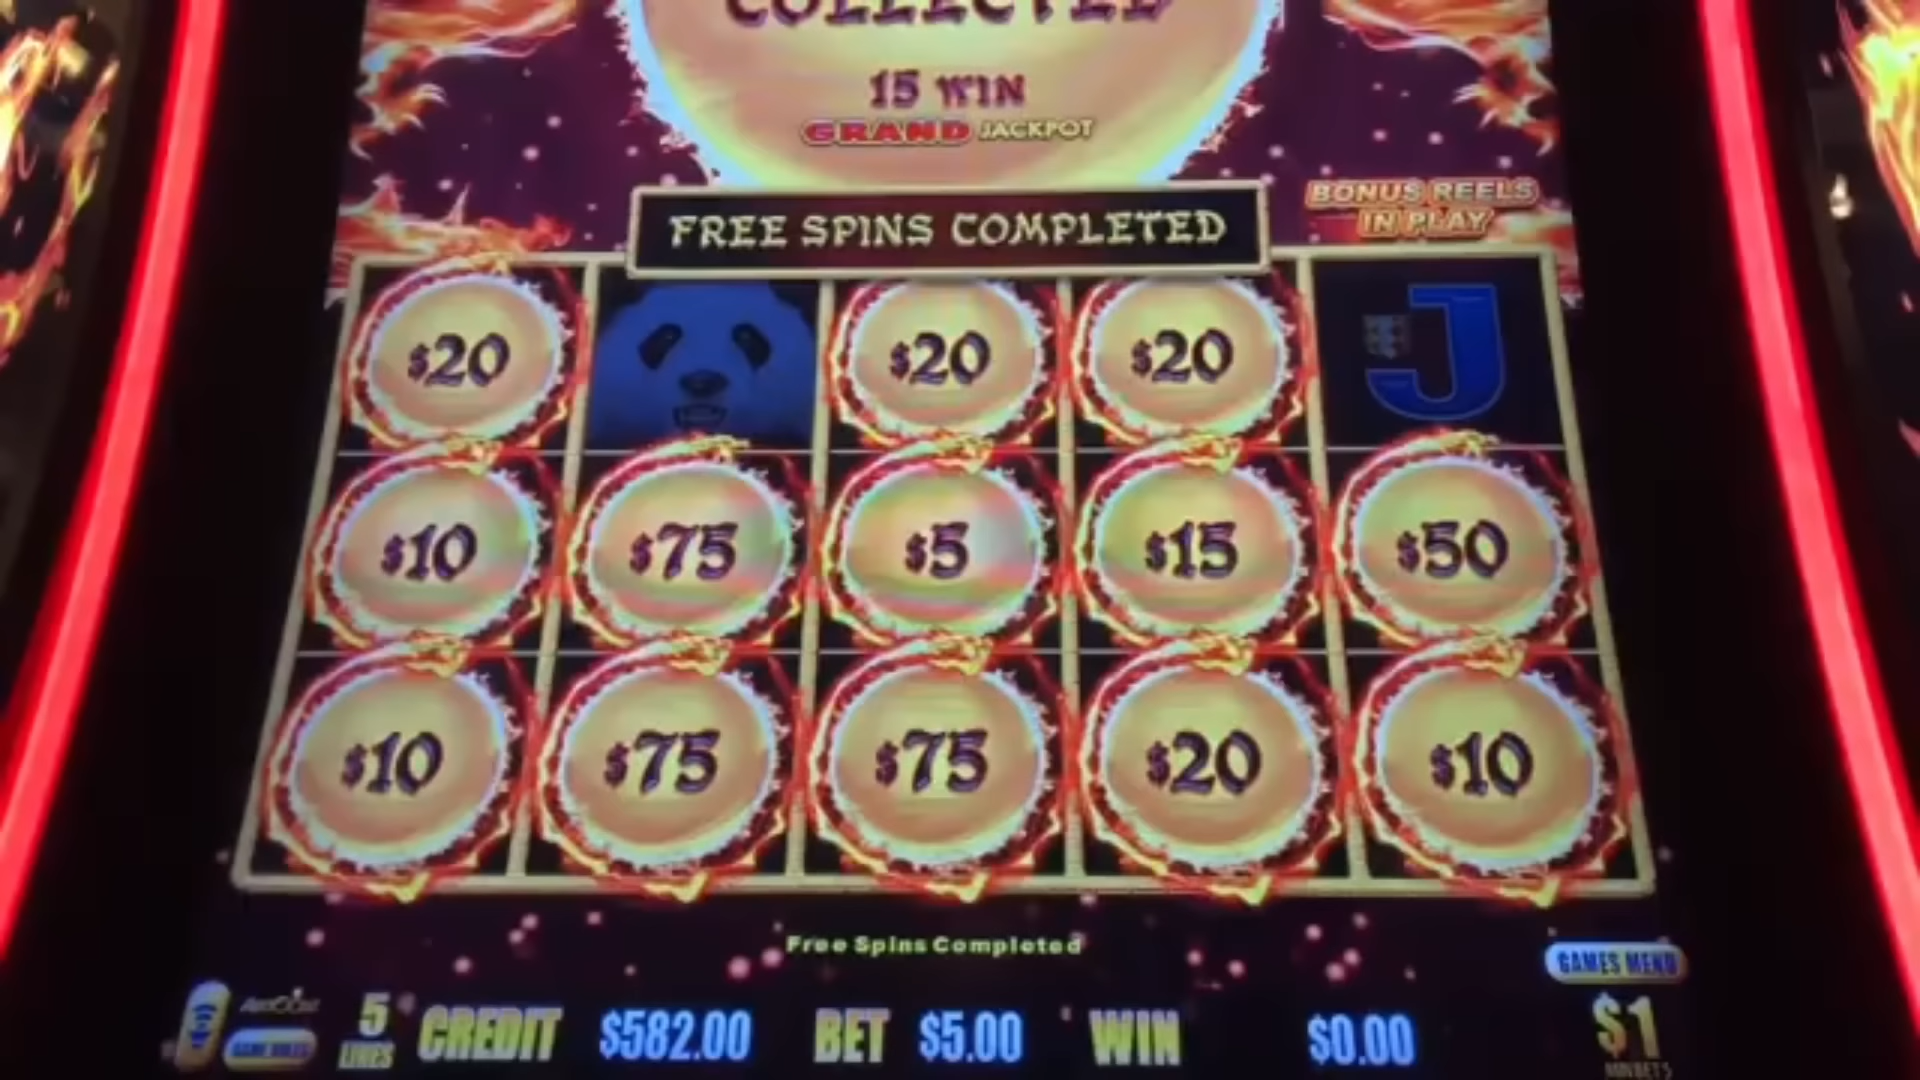 COLLECTED
15 WIN
GRAND JACKPOT
BONUS REELS
IN PLAY
FREE SPINS COMPLETED
$20 $20 $20 J
$10 $75 $5 $15 $50
$10 $75 $75 $20 $10
Free Spins Completed
GAMES MENU
5
LINES
CREDIT $582.00 BET $5.00 WIN $0.00
$1